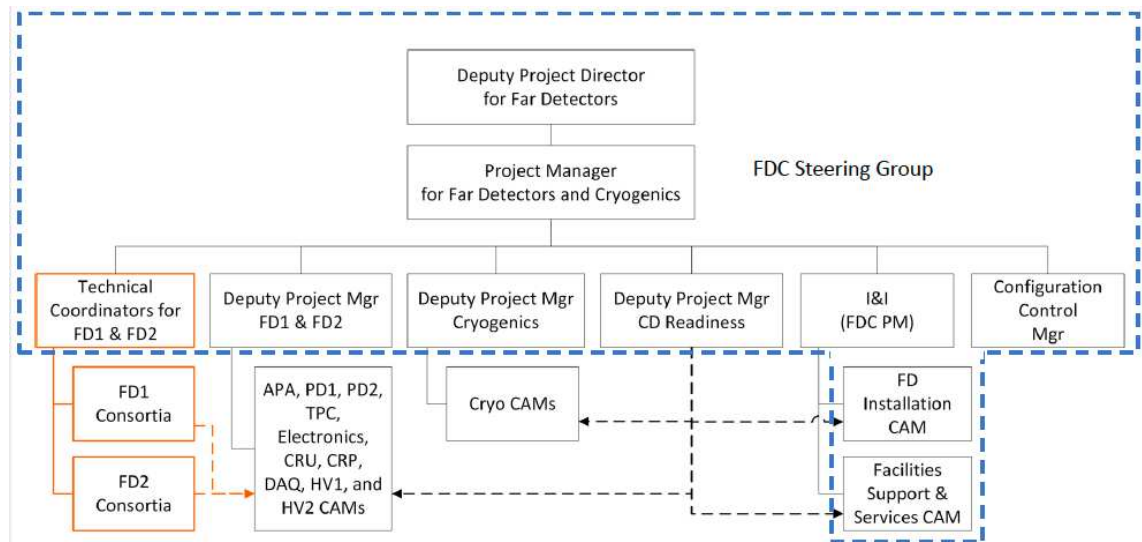 Deputy Project Director
for Far Detectors
Project Manager
for Far Detectors and Cryogenics
FDC Steering Group
Technical
Coordinators for
FD1 & FD2
Deputy Project Mgr
FD1 & FD2
Deputy Project Mgr
Cryogenics
Deputy Project Mgr
CD Readiness
I&I
(FDC PM)
Configuration
Control
Mgr
FD1
Consortia
FD2
Consortia
APA, PD1, PD2,
TPC,
Electronics,
CRU, CRP,
DAQ, HV1, and
HV2 CAMs
Cryo CAMs
FD
Installation
CAM
Facilities
Support &
Services CAM